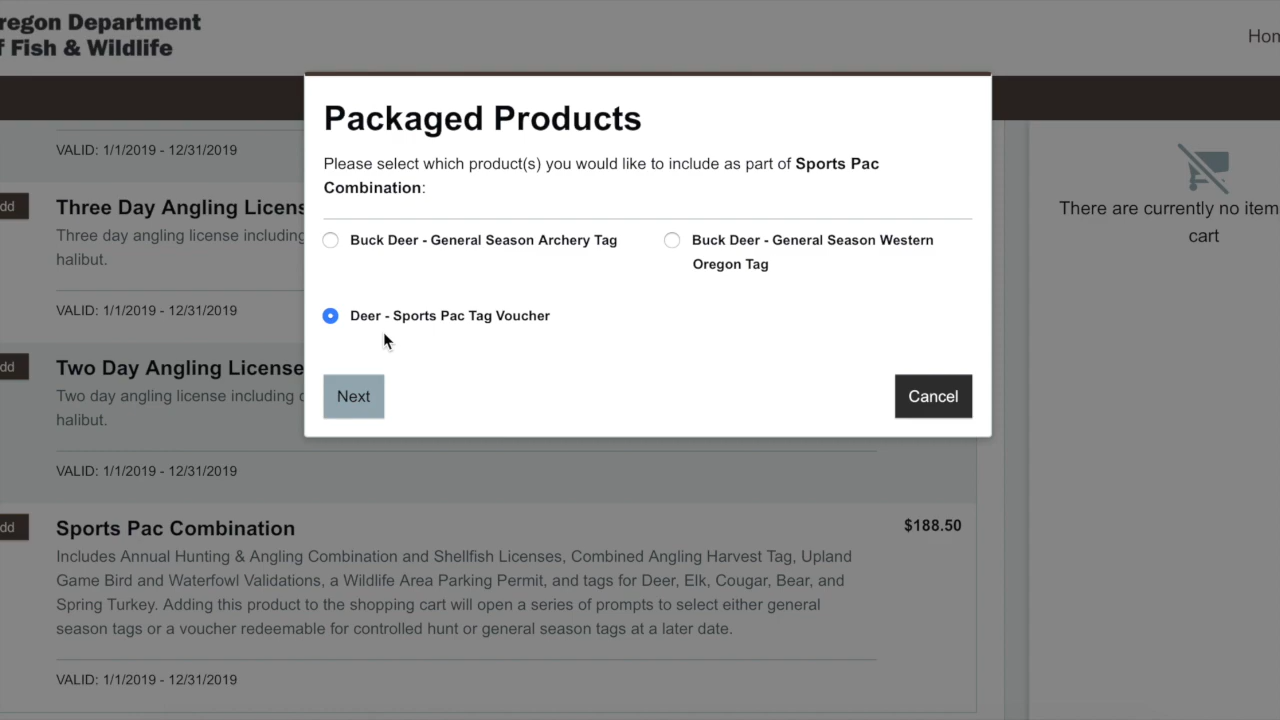 regon Department
f Fish & Wildlife
Hom
Packaged Products
Please select which product(s) you would like to include as part of Sports Pac
Combination:
Buck Deer - General Season Archery Tag
Buck Deer - General Season Western
Oregon Tag
Deer - Sports Pac Tag Voucher
Next
Cancel
VALID: 1/1/2019 - 12/31/2019
dd
Three Day Angling Licens
Three day angling license including
halibut.
VALID: 1/1/2019 - 12/31/2019
dd
Two Day Angling License
Two day angling license including c
halibut.
VALID: 1/1/2019 - 12/31/2019
dd
Sports Pac Combination
$188.50
Includes Annual Hunting & Angling Combination and Shellfish Licenses, Combined Angling Harvest Tag, Upland
Game Bird and Waterfowl Validations, a Wildlife Area Parking Permit, and tags for Deer, Elk, Cougar, Bear, and
Spring Turkey. Adding this product to the shopping cart will open a series of prompts to select either general
season tags or a voucher redeemable for controlled hunt or general season tags at a later date.
VALID: 1/1/2019 - 12/31/2019
There are currently no item
cart